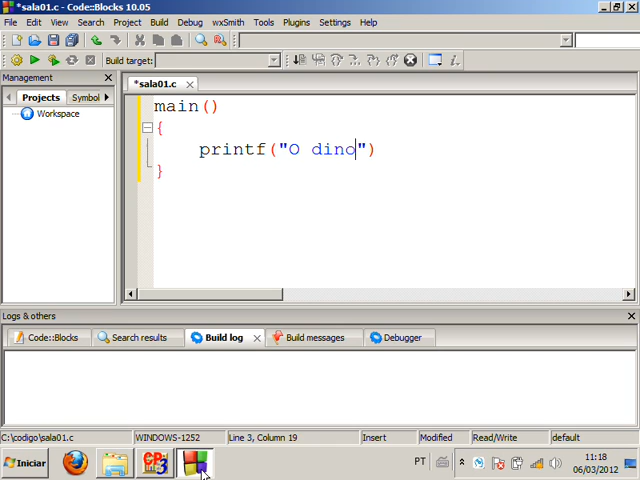 *sala01.c - Code::Blocks 10.05
File Edit View Search Project Build Debug wxSmith Tools Plugins Settings Help
Build target:
Management
Projects Symbol
Workspace
*sala01.c
main()
{
printf("O dino")
}
Logs & others
Code::Blocks Search results Build log Build messages Debugger
C:\codigo\sala01.c WINDOWS-1252 Line 3, Column 19 Insert Modified Read/Write default
Iniciar PT 11:18
06/03/2012